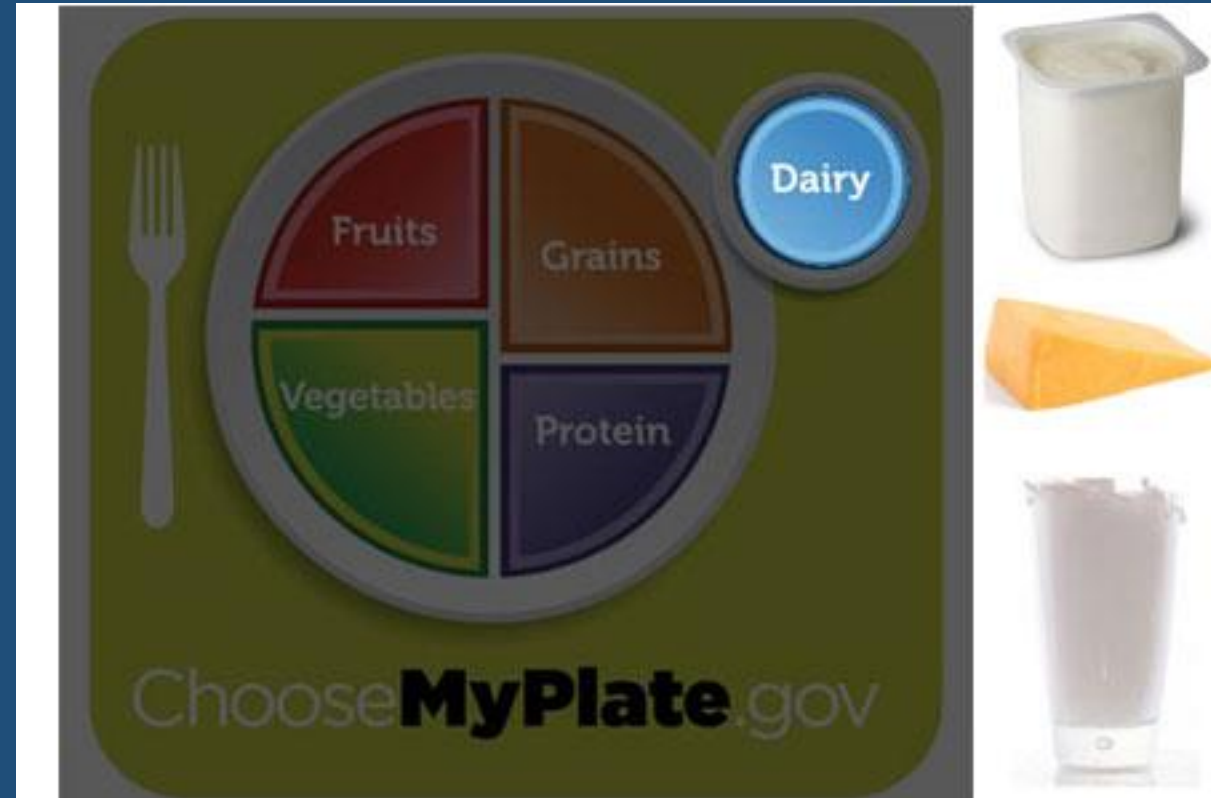 Dairy
Fruits
Grains
Vegetables
Protein
ChooseMyPlate.gov